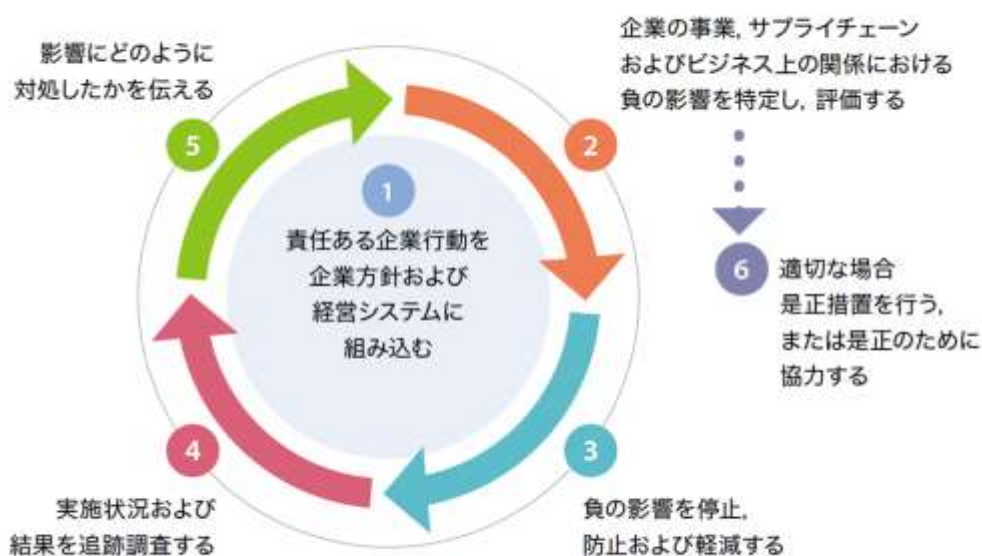 1
責任ある企業行動を
企業方針および
経営システムに
組み込む
2
企業の事業, サプライチェーン
およびビジネス上の関係における
負の影響を特定し, 評価する
3
負の影響を停止,
防止および軽減する
4
実施状況および
結果を追跡調査する
5
影響にどのように
対処したかを伝える
6
適切な場合
是正措置を行う,
または是正のために
協力する